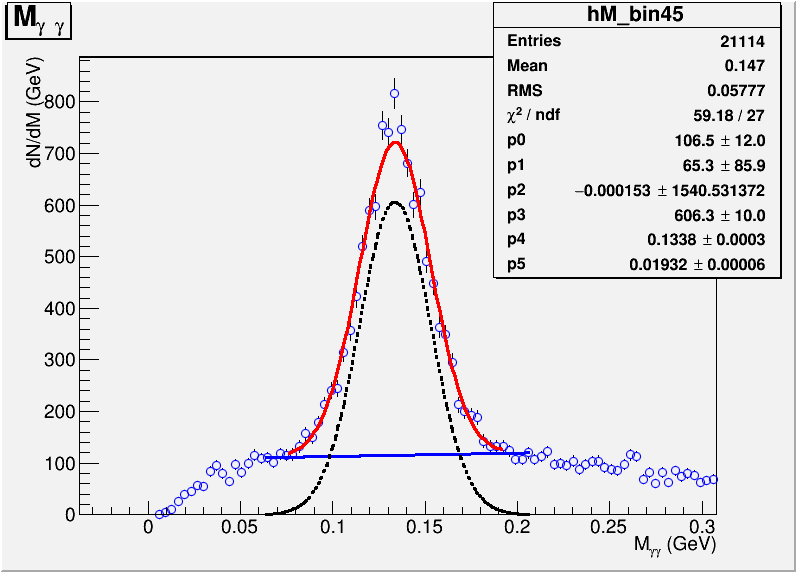 M γ γ
hM_bin45
Entries 21114
Mean 0.147
RMS 0.05777
χ² / ndf 59.18 / 27
p0 106.5 ± 12.0
p1 65.3 ± 85.9
p2 −0.000153 ± 1540.531372
p3 606.3 ± 10.0
p4 0.1338 ± 0.0003
p5 0.01932 ± 0.00006
dN/dM (GeV)
800
700
600
500
400
300
200
100
0
0 0.05 0.1 0.15 0.2 0.25 0.3
Mγγ (GeV)